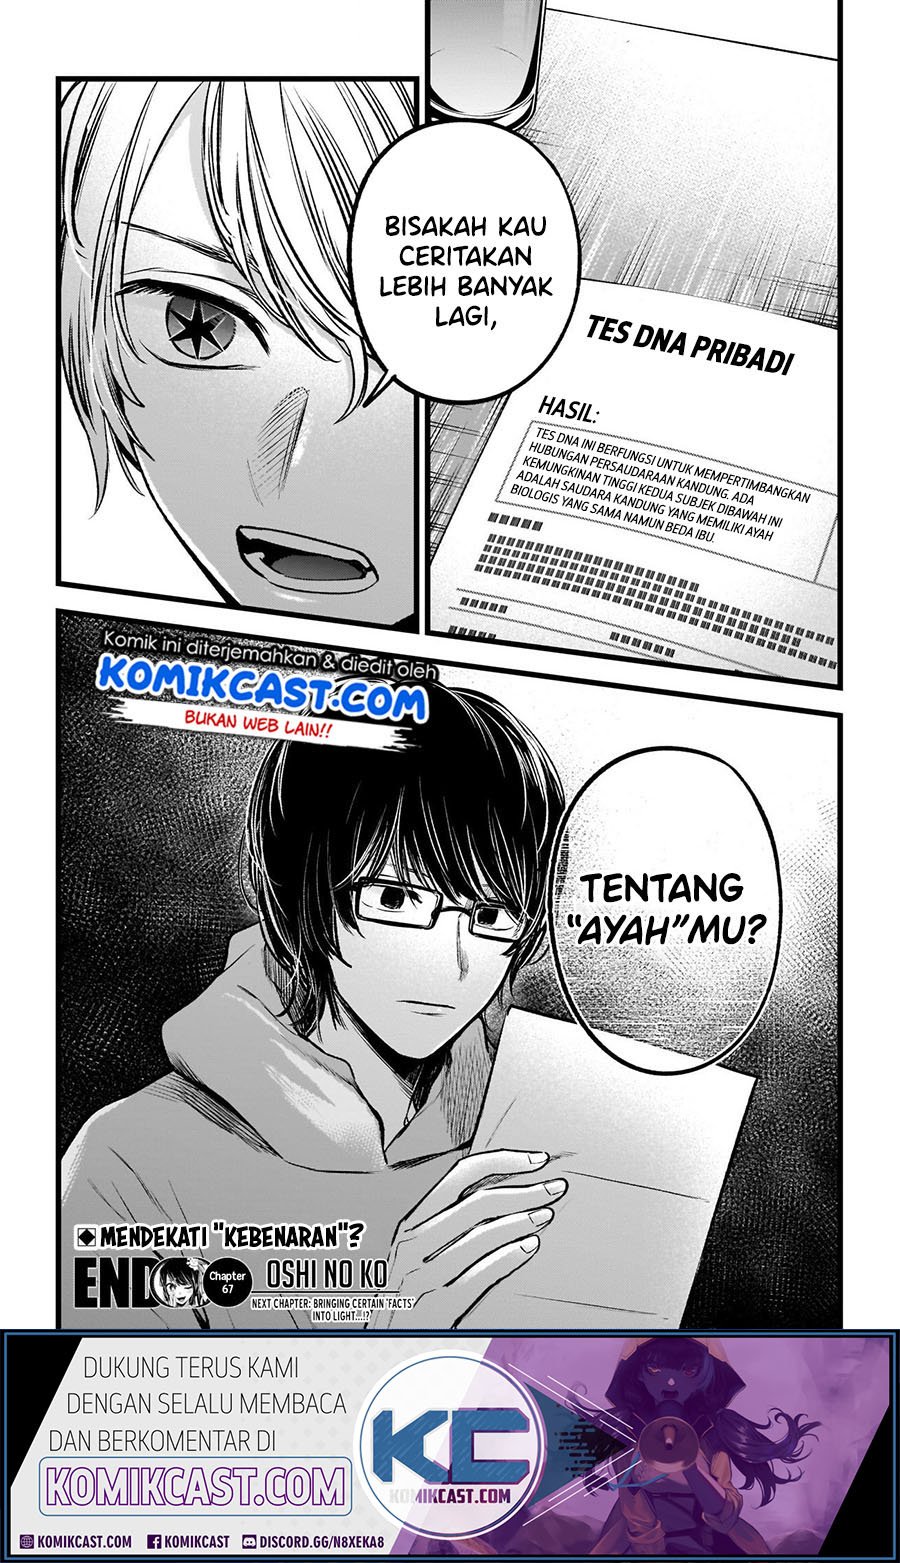 BISAKAH KAU
CERITAKAN
LEBIH BANYAK
LAGI,
TES DNA PRIBADI
HASIL:
TES DNA INI BERFUNGSI UNTUK MEMPERTIMBANGKAN
HUBUNGAN PERSAUDARAAN KANDUNG. ADA
KEMUNGKINAN TINGGI KEDUA SUBJEK DIBAWAH INI
ADALAH SAUDARA KANDUNG YANG MEMILIKI AYAH
BIOLOGIS YANG SAMA NAMUN BEDA IBU.
Komik ini diterjemahkan & diedit oleh
KOMIKCAST.COM
BUKAN WEB LAIN!!
TENTANG
"AYAH"MU?
MENDEKATI "KEBENARAN"?
END
Chapter
67
OSHI NO KO
NEXT CHAPTER: BRINGING CERTAIN "FACTS"
INTO LIGHT...!?
DUKUNG TERUS KAMI
DENGAN SELALU MEMBACA
DAN BERKOMENTAR DI
KOMIKCAST.COM
KC
KOMIKCAST.COM
KOMIKCAST.COM
KOMIKCAST
DISCORD.GG/N8XEKA8